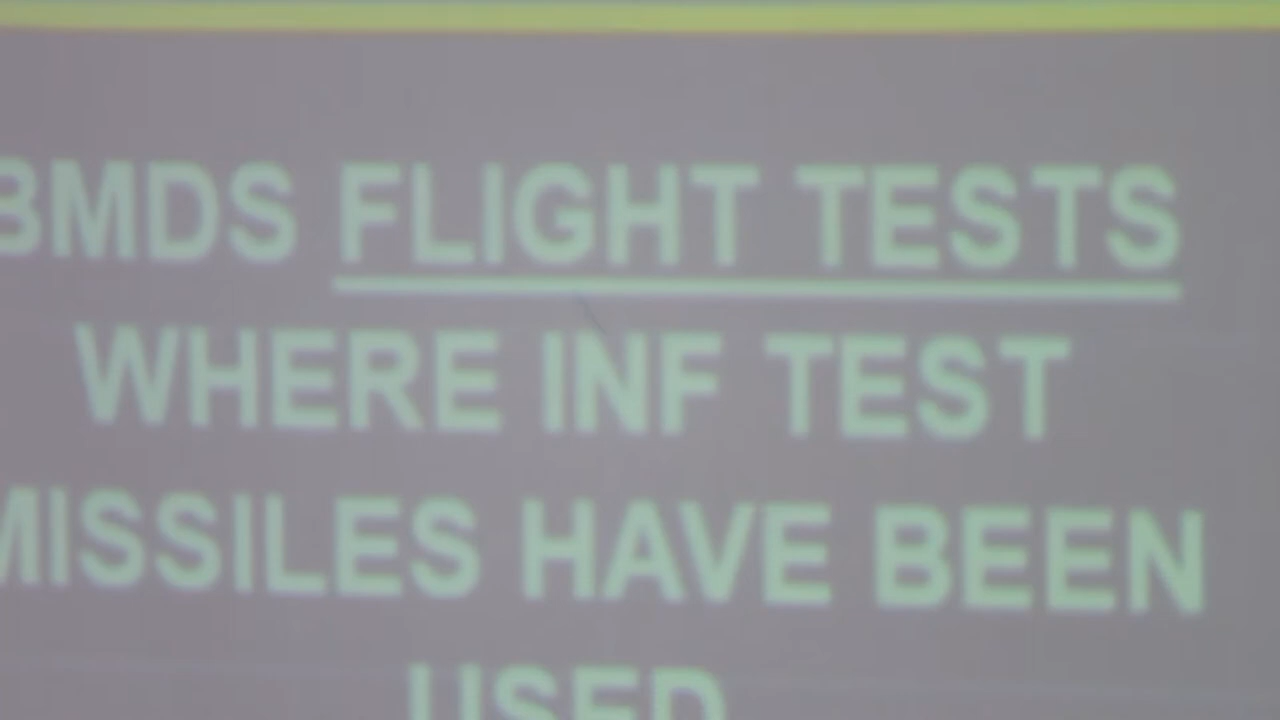 BMDS FLIGHT TESTS
WHERE INF TEST
MISSILES HAVE BEEN
USED